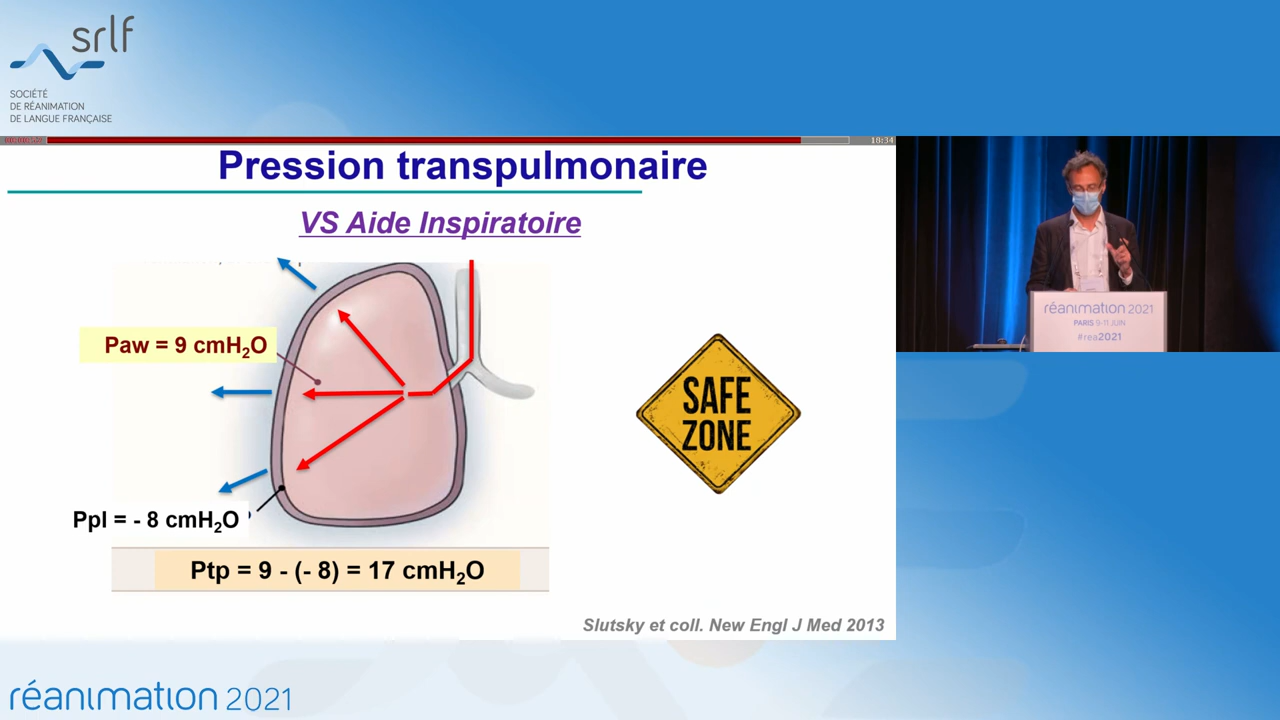 srlf
SOCIÉTÉ
DE RÉANIMATION
DE LANGUE FRANÇAISE
18:34
Pression transpulmonaire
VS Aide Inspiratoire
Paw = 9 cmH₂O
Ppl = - 8 cmH₂O
Ptp = 9 - (- 8) = 17 cmH₂O
SAFE
ZONE
Slutsky et coll. New Engl J Med 2013
réanimation 2021
PARIS 9-11 JUIN
#rea2021
réanimation 2021